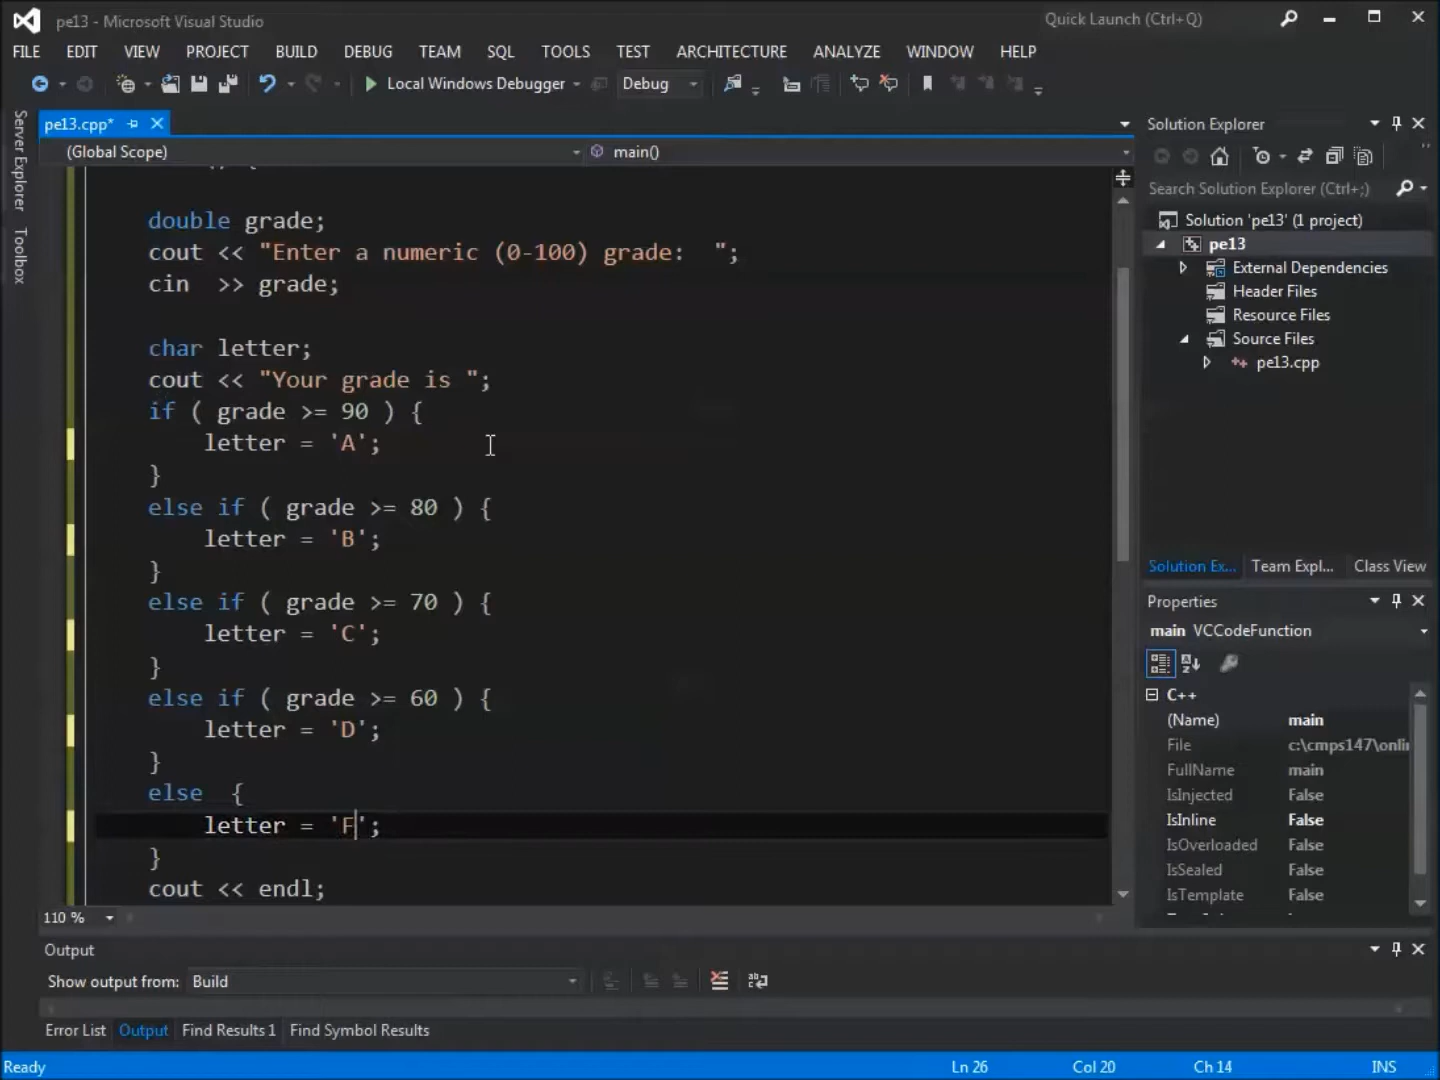 pe13 - Microsoft Visual Studio
Quick Launch (Ctrl+Q)
FILE EDIT VIEW PROJECT BUILD DEBUG TEAM SQL TOOLS TEST ARCHITECTURE ANALYZE WINDOW HELP
Local Windows Debugger Debug
Server Explorer
Toolbox
pe13.cpp*
(Global Scope) main()
double grade;
cout << "Enter a numeric (0-100) grade:  ";
cin  >> grade;
char letter;
cout << "Your grade is ";
if ( grade >= 90 ) {
letter = 'A';
}
else if ( grade >= 80 ) {
letter = 'B';
}
else if ( grade >= 70 ) {
letter = 'C';
}
else if ( grade >= 60 ) {
letter = 'D';
}
else  {
letter = 'F';
}
cout << endl;
110 %
Solution Explorer
Search Solution Explorer (Ctrl+;)
Solution 'pe13' (1 project)
pe13
External Dependencies
Header Files
Resource Files
Source Files
pe13.cpp
Solution Ex... Team Expl... Class View
Properties
main VCCodeFunction
C++
(Name) main
File c:\cmps147\onli
FullName main
IsInjected False
IsInline False
IsOverloaded False
IsSealed False
IsTemplate False
Output
Show output from: Build
Error List Output Find Results 1 Find Symbol Results
Ready Ln 26 Col 20 Ch 14 INS